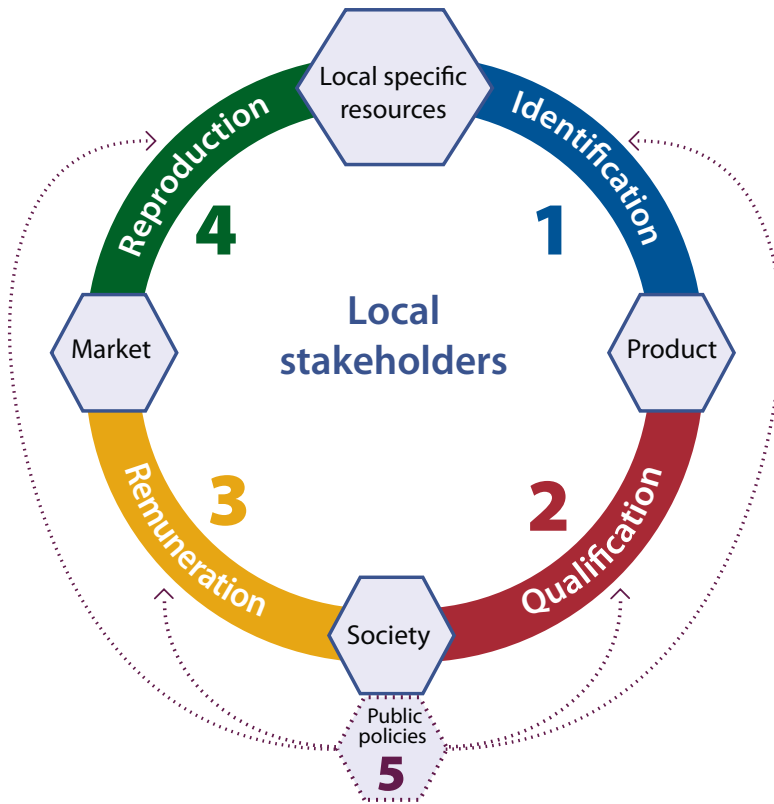 Local specific
resources
Identification
1
Product
Qualification
2
Society
Remuneration
3
Market
Reproduction
4
Local
stakeholders
Public
policies
5